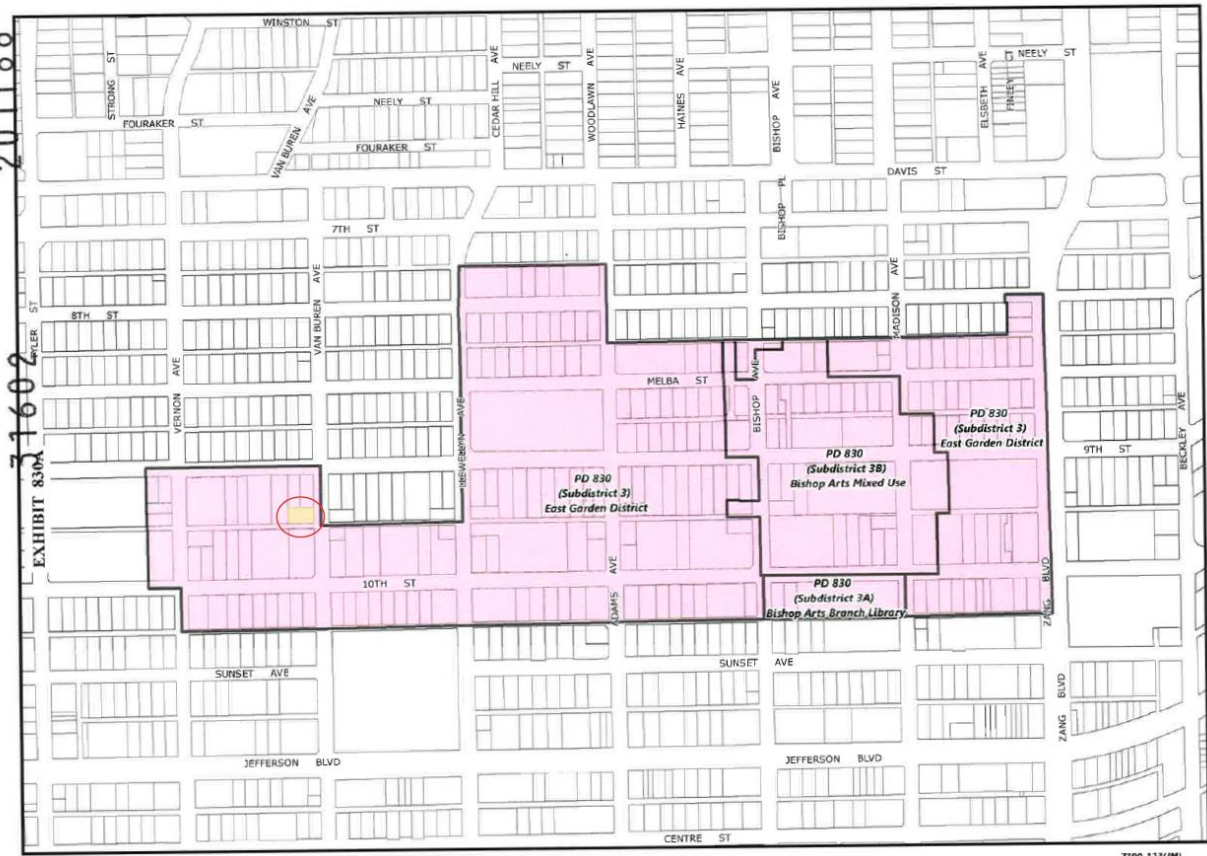 WINSTON ST
STRONG ST
FOURAKER ST
NEELY ST
VAN BUREN AVE
FOURAKER ST
CEDAR HILL AVE
NEELY ST
WOODLAWN AVE
HAINES AVE
BISHOP AVE
ELSBETH AVE
FINLEY CT
NEELY ST
DAVIS ST
BISHOP PL
7TH ST
TYLER ST
8TH ST
VERNON AVE
VAN BUREN AVE
LLEWELLYN AVE
MELBA ST
BISHOP AVE
MADISON AVE
BECKLEY AVE
9TH ST
PD 830
(Subdistrict 3)
East Garden District
PD 830
(Subdistrict 3B)
Bishop Arts Mixed Use
PD 830
(Subdistrict 3)
East Garden District
PD 830
(Subdistrict 3A)
Bishop Arts Branch Library
10TH ST
ADAMS AVE
ZANG BLVD
SUNSET AVE
SUNSET AVE
ZANG BLVD
JEFFERSON BLVD
JEFFERSON BLVD
CENTRE ST
EXHIBIT 830A
31602